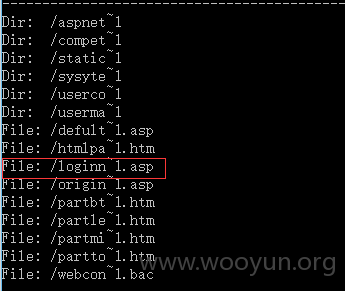 ----------------------------------------
Dir:  /aspnet~1
Dir:  /compet~1
Dir:  /static~1
Dir:  /sysyte~1
Dir:  /userco~1
Dir:  /userma~1
File: /defult~1.asp
File: /htmlpa~1.htm
File: /loginn~1.asp
File: /origin~1.asp
File: /partbt~1.htm
File: /partle~1.htm
File: /partmi~1.htm
File: /partto~1.htm
File: /webcon~1.bac
www.wooyun.org